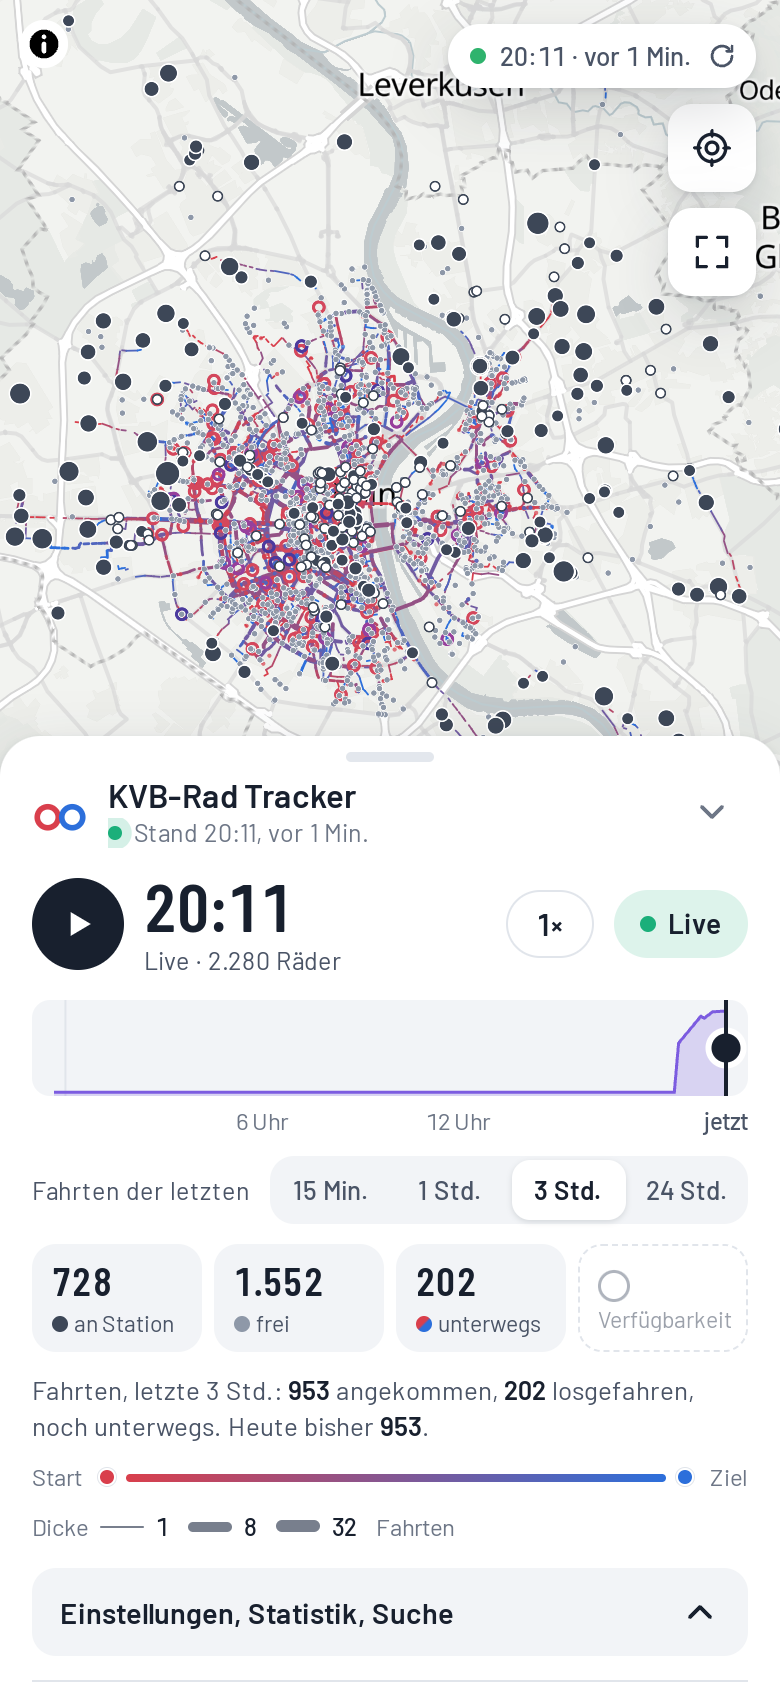 20:11 · vor 1 Min.
Leverkusen
Ode
B
Gl
in
KVB-Rad Tracker
Stand 20:11, vor 1 Min.
20:11
Live · 2.280 Räder
1×
Live
6 Uhr
12 Uhr
jetzt
Fahrten der letzten
15 Min.
1 Std.
3 Std.
24 Std.
728
an Station
1.552
frei
202
unterwegs
Verfügbarkeit
Fahrten, letzte 3 Std.: 953 angekommen, 202 losgefahren,
noch unterwegs. Heute bisher 953.
Start
Ziel
Dicke
1
8
32
Fahrten
Einstellungen, Statistik, Suche